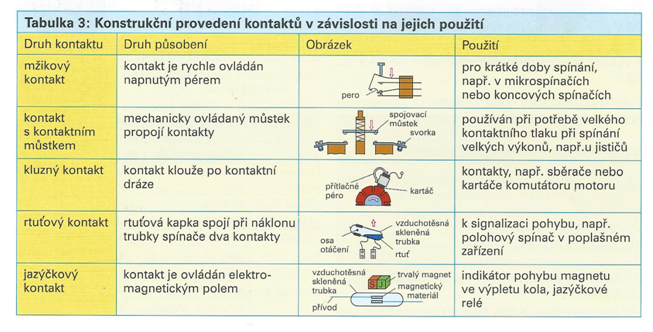 Tabulka 3: Konstrukční provedení kontaktů v závislosti na jejich použití
Druh kontaktu Druh působení Obrázek Použití
mžikový
kontakt
kontakt je rychle ovládán
napnutým pérem
pero
pro krátké doby spínání,
např. v mikrospínačích
nebo koncových spínačích
kontakt
s kontaktním
můstkem
mechanicky ovládaný můstek
propojí kontakty
spojovací
můstek
svorka
používán při potřebě velkého
kontaktního tlaku při spínání
velkých výkonů, např.u jističů
kluzný kontakt
kontakt klouže po kontaktní
dráze
přítlačné
péro
kartáč
kontakty, např. sběrače nebo
kartáče komutátoru motoru
rtuťový kontakt
rtuťová kapka spojí při náklonu
trubky spínače dva kontakty
osa
otáčení
vzduchotěsná
skleněná
trubka
rtuť
k signalizaci pohybu, např.
polohový spínač v poplašném
zařízení
jazýčkový
kontakt
kontakt je ovládán elektro-
magnetickým polem
vzduchotěsná
skleněná
trubka
přívod
trvalý magnet
S J
magnetický
materiál
indikátor pohybu magnetu
ve výpletu kola, jazýčkové
relé